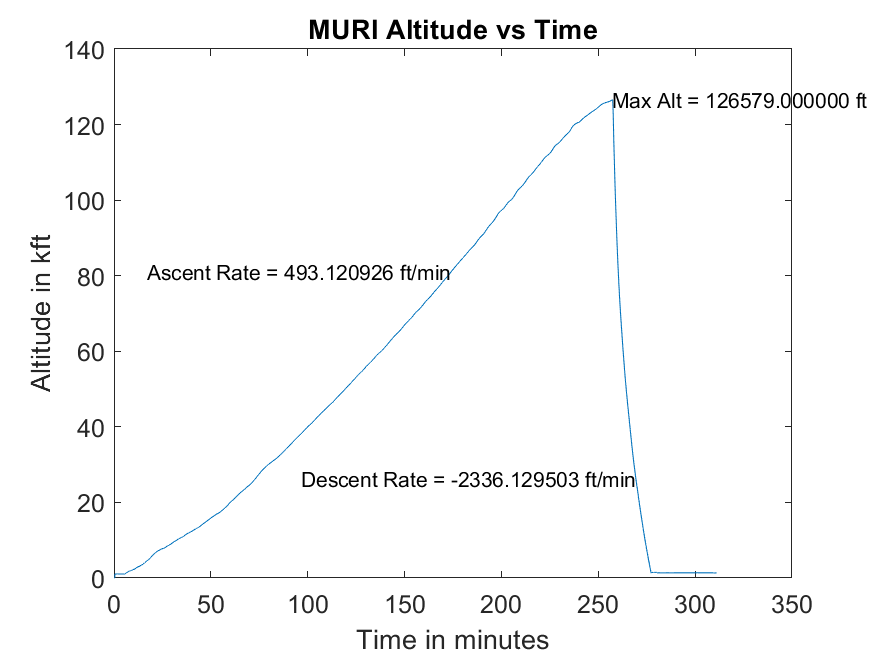 MURI Altitude vs Time
140
120
100
80
60
40
20
0
Altitude in kft
Max Alt = 126579.000000 ft
Ascent Rate = 493.120926 ft/min
Descent Rate = -2336.129503 ft/min
0 50 100 150 200 250 300 350
Time in minutes